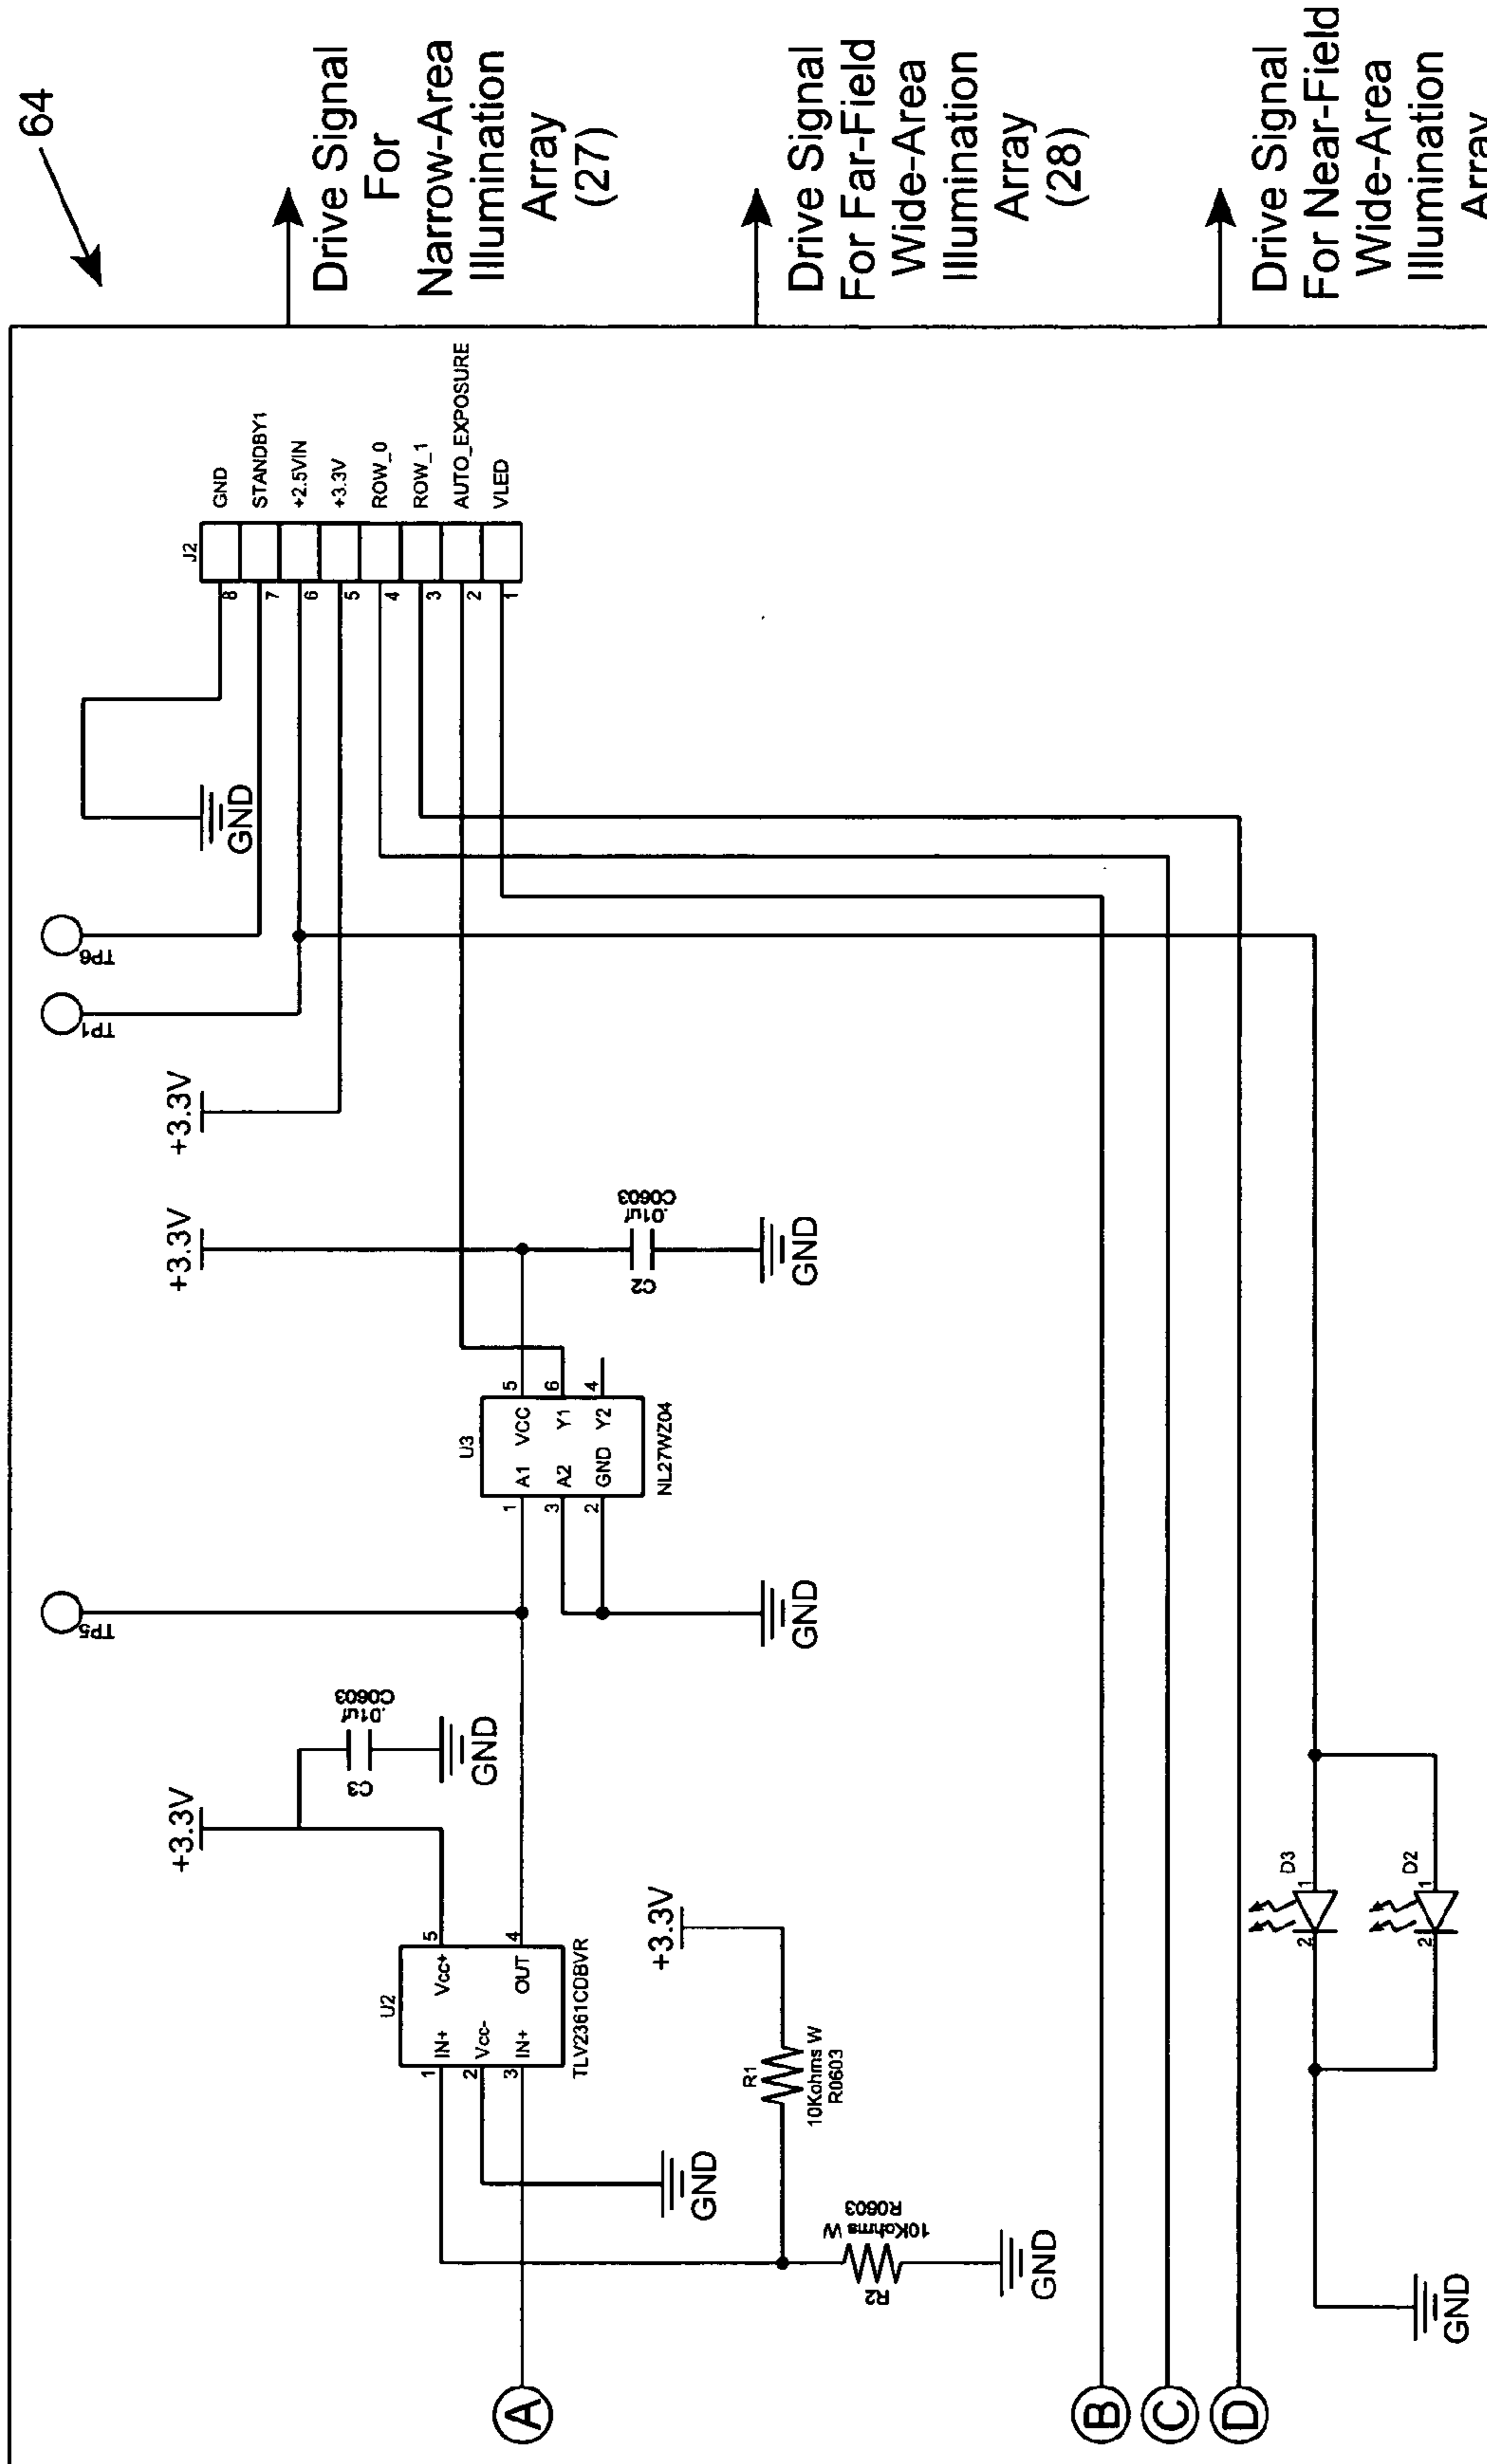 64
Drive Signal
For
Narrow-Area
Illumination
Array
(27)
Drive Signal
For Far-Field
Wide-Area
Illumination
Array
(28)
Drive Signal
For Near-Field
Wide-Area
Illumination
Array
J2
GND
STANDBY1
+2.5VIN
+3.3V
ROW_0
ROW_1
AUTO_EXPOSURE
VLED
8
7
6
5
4
3
2
1
GND
TP6
TP1
+3.3V
+3.3V
C2
.01uf
C0603
GND
U3
A1 VCC
A2 Y1
GND Y2
1
3
2
5
6
4
NL27WZ04
TP5
GND
+3.3V
C3
.01uf
C0603
GND
U2
IN+ Vcc+
Vcc-
IN+ OUT
1
2
3
5
4
TLV2361CDBVR
GND
+3.3V
R1
10Kohms W
R0603
R2
10Kohms W
R0603
GND
A
B
C
D
D3
2
1
D2
2
1
GND